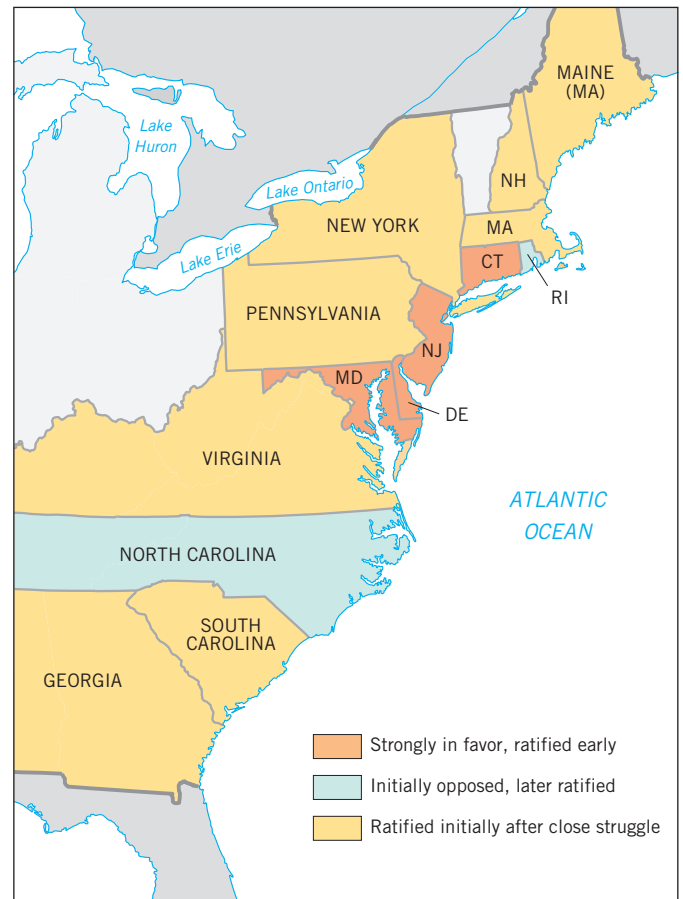 MAINE
(MA)
Lake
Huron
Lake Ontario
NH
NEW YORK
MA
Lake Erie
CT
RI
PENNSYLVANIA
NJ
MD
DE
VIRGINIA
ATLANTIC
OCEAN
NORTH CAROLINA
SOUTH
CAROLINA
GEORGIA
Strongly in favor, ratified early
Initially opposed, later ratified
Ratified initially after close struggle